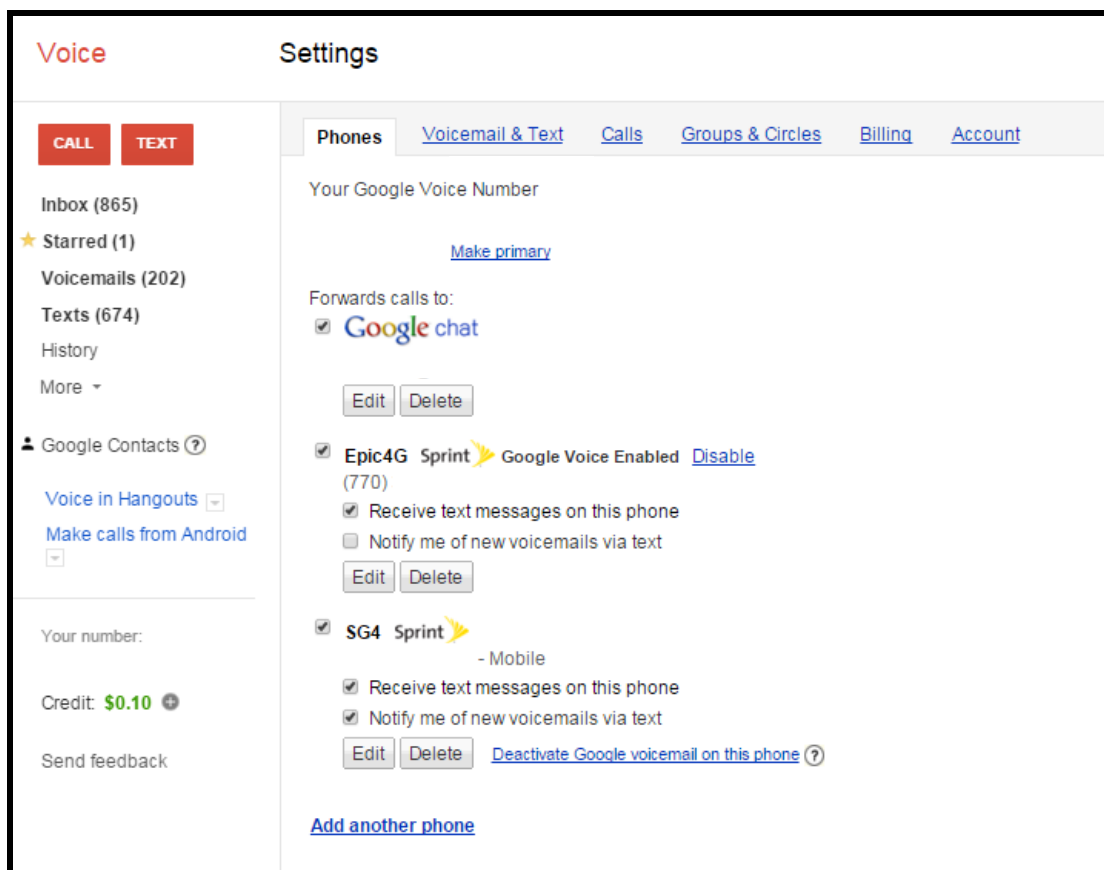 Voice
Settings
CALL TEXT
Inbox (865)
Starred (1)
Voicemails (202)
Texts (674)
History
More
Google Contacts ?
Voice in Hangouts
Make calls from Android
Your number:
Credit: $0.10
Send feedback
Phones Voicemail & Text Calls Groups & Circles Billing Account
Your Google Voice Number
Make primary
Forwards calls to:
Google chat
Edit Delete
Epic4G Sprint Google Voice Enabled Disable
(770)
Receive text messages on this phone
Notify me of new voicemails via text
Edit Delete
SG4 Sprint
- Mobile
Receive text messages on this phone
Notify me of new voicemails via text
Edit Delete Deactivate Google voicemail on this phone ?
Add another phone